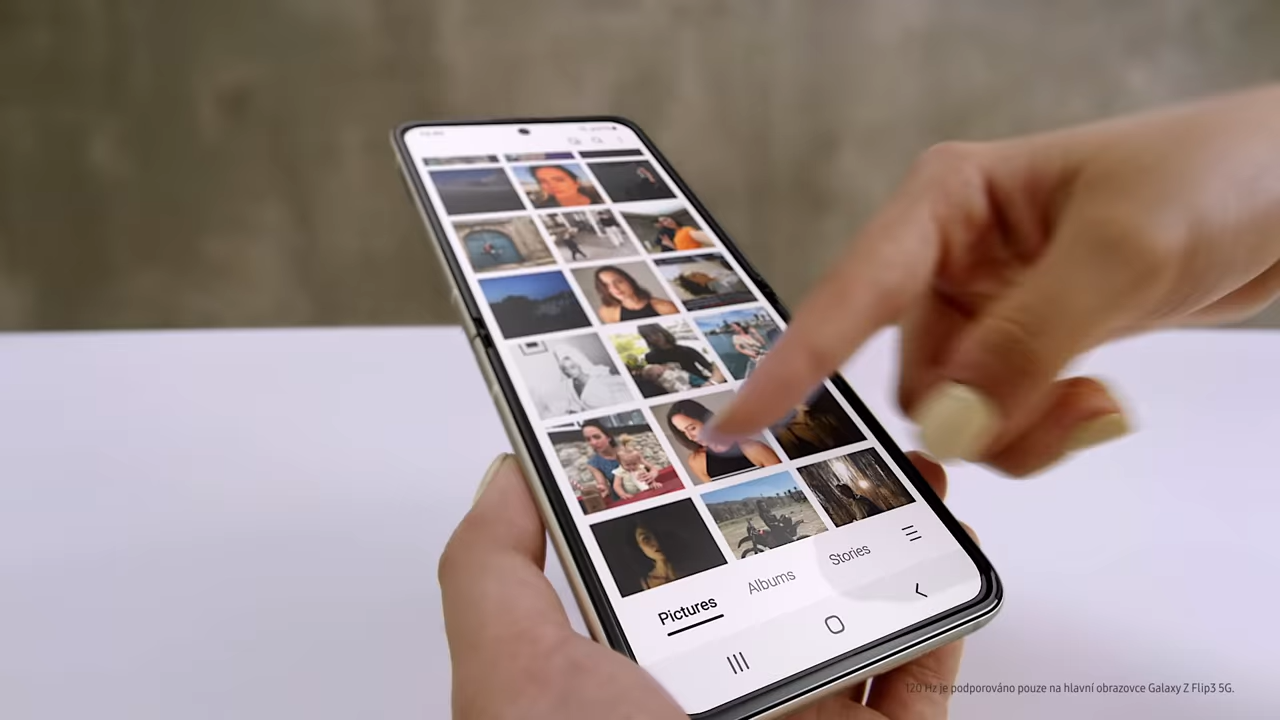 Pictures
Albums
Stories
120 Hz je podporováno pouze na hlavní obrazovce Galaxy Z Flip3 5G.